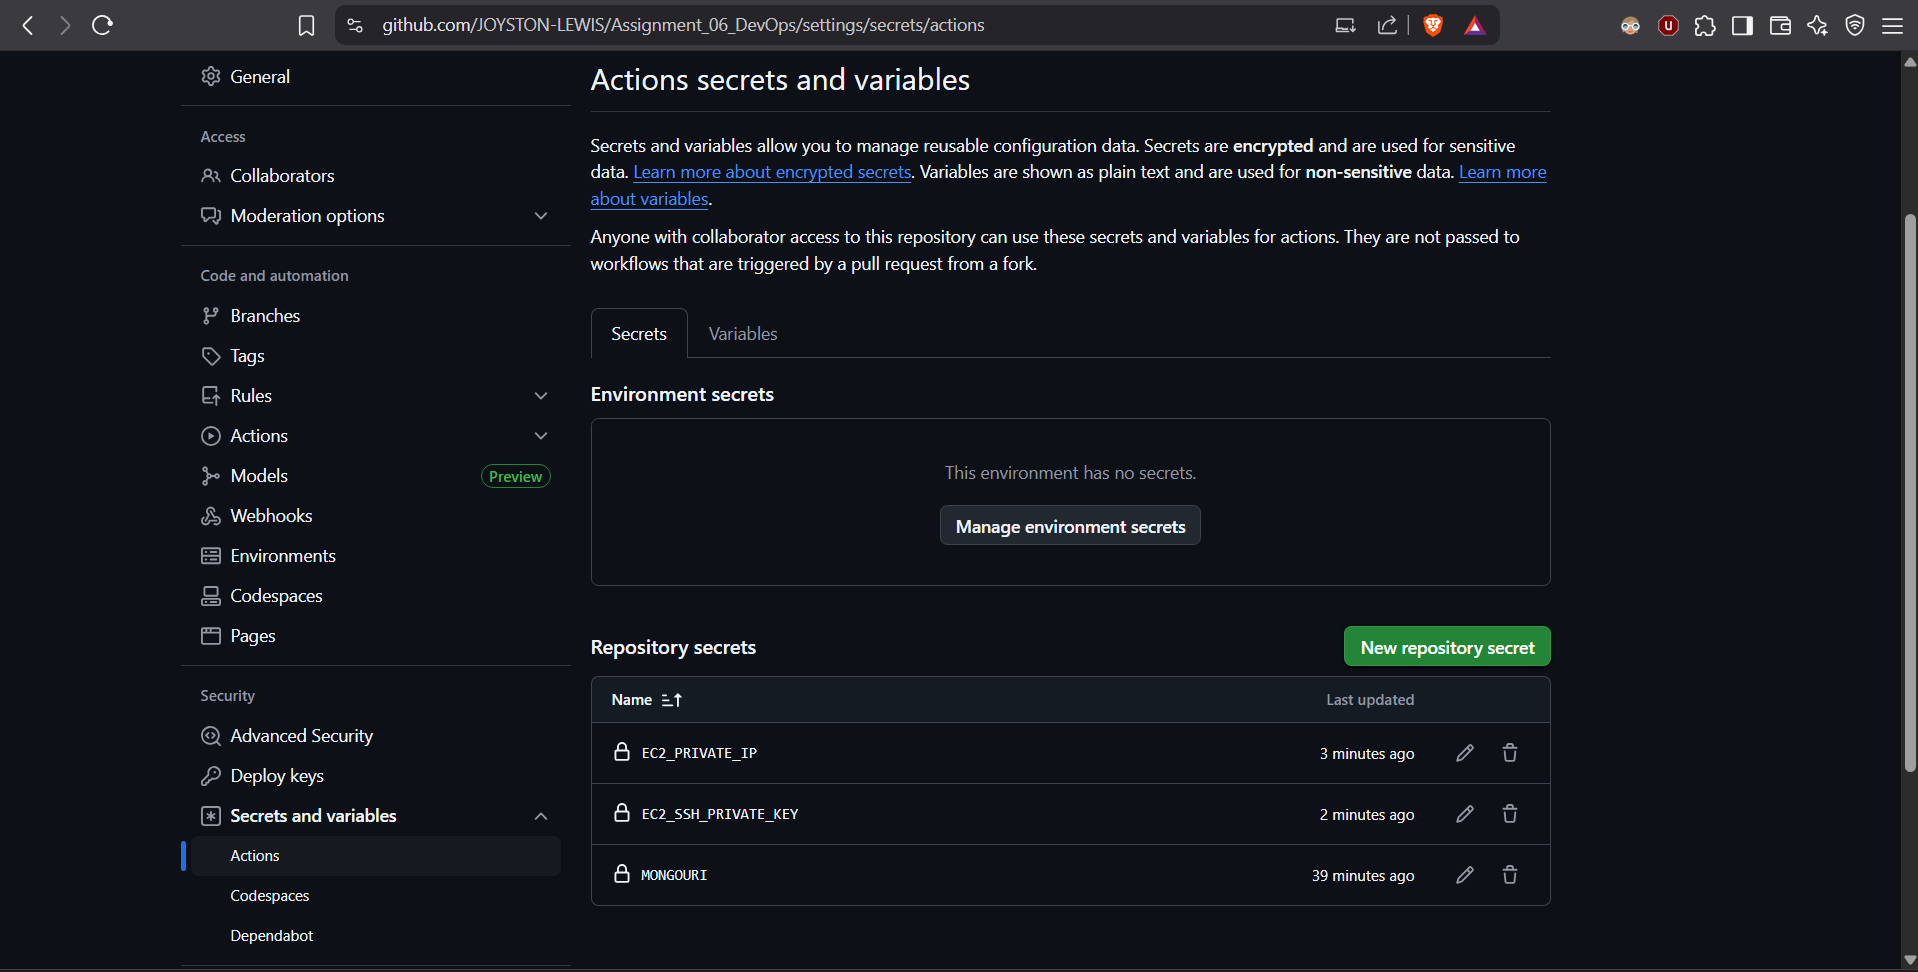 github.com/JOYSTON-LEWIS/Assignment_06_DevOps/settings/secrets/actions
General
Access
Collaborators
Moderation options
Code and automation
Branches
Tags
Rules
Actions
Models Preview
Webhooks
Environments
Codespaces
Pages
Security
Advanced Security
Deploy keys
Secrets and variables
Actions
Codespaces
Dependabot
Actions secrets and variables
Secrets and variables allow you to manage reusable configuration data. Secrets are encrypted and are used for sensitive
data. Learn more about encrypted secrets. Variables are shown as plain text and are used for non-sensitive data. Learn more
about variables.
Anyone with collaborator access to this repository can use these secrets and variables for actions. They are not passed to
workflows that are triggered by a pull request from a fork.
Secrets Variables
Environment secrets
This environment has no secrets.
Manage environment secrets
Repository secrets New repository secret
Name Last updated
EC2_PRIVATE_IP 3 minutes ago
EC2_SSH_PRIVATE_KEY 2 minutes ago
MONGOURI 39 minutes ago